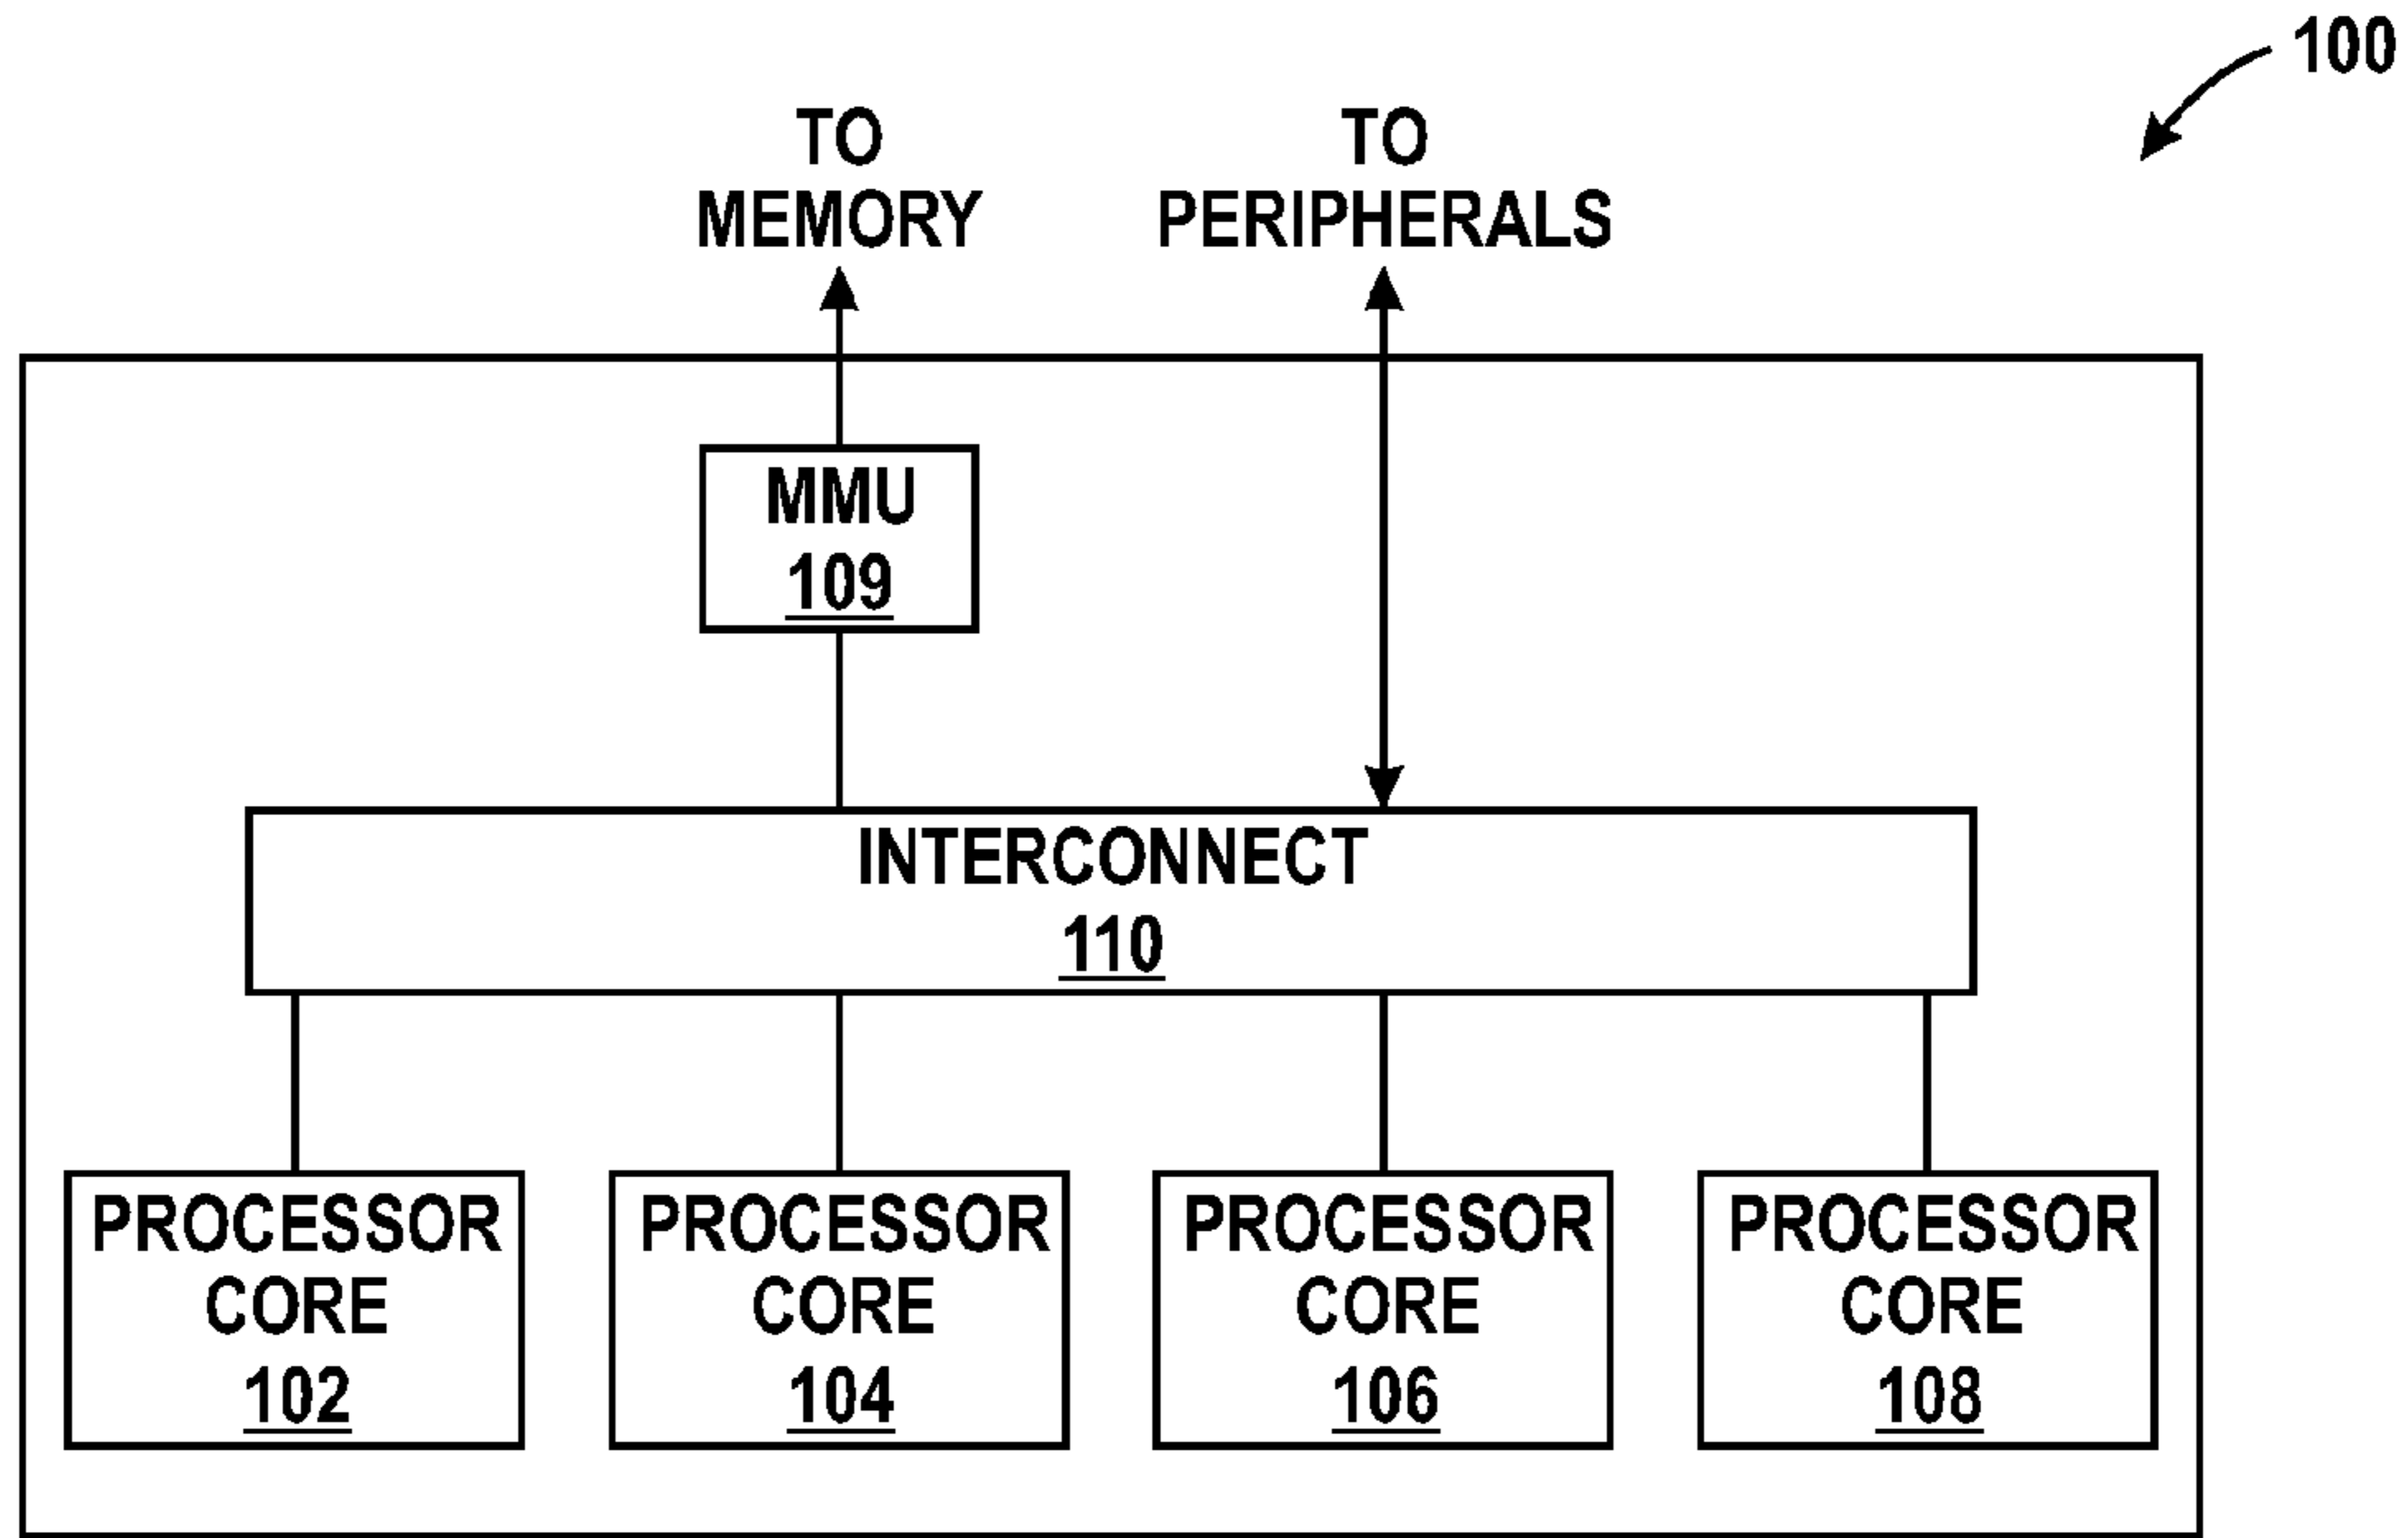 100
TO
MEMORY
TO
PERIPHERALS
MMU
109
INTERCONNECT
110
PROCESSOR
CORE
102
PROCESSOR
CORE
104
PROCESSOR
CORE
106
PROCESSOR
CORE
108